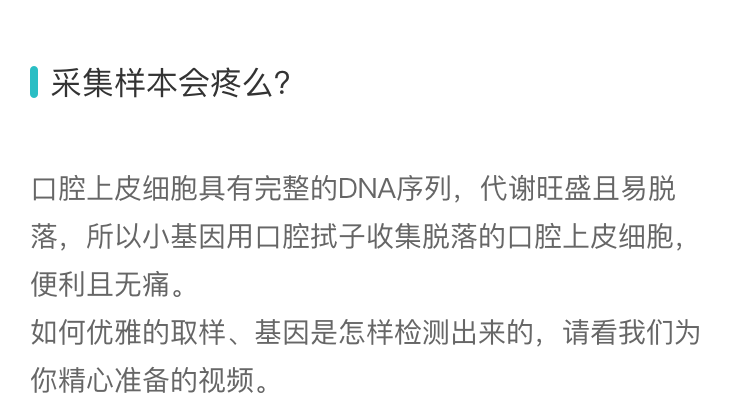 采集样本会疼么？
口腔上皮细胞具有完整的DNA序列，代谢旺盛且易脱
落，所以小基因用口腔拭子收集脱落的口腔上皮细胞，
便利且无痛。
如何优雅的取样、基因是怎样检测出来的，请看我们为
你精心准备的视频。